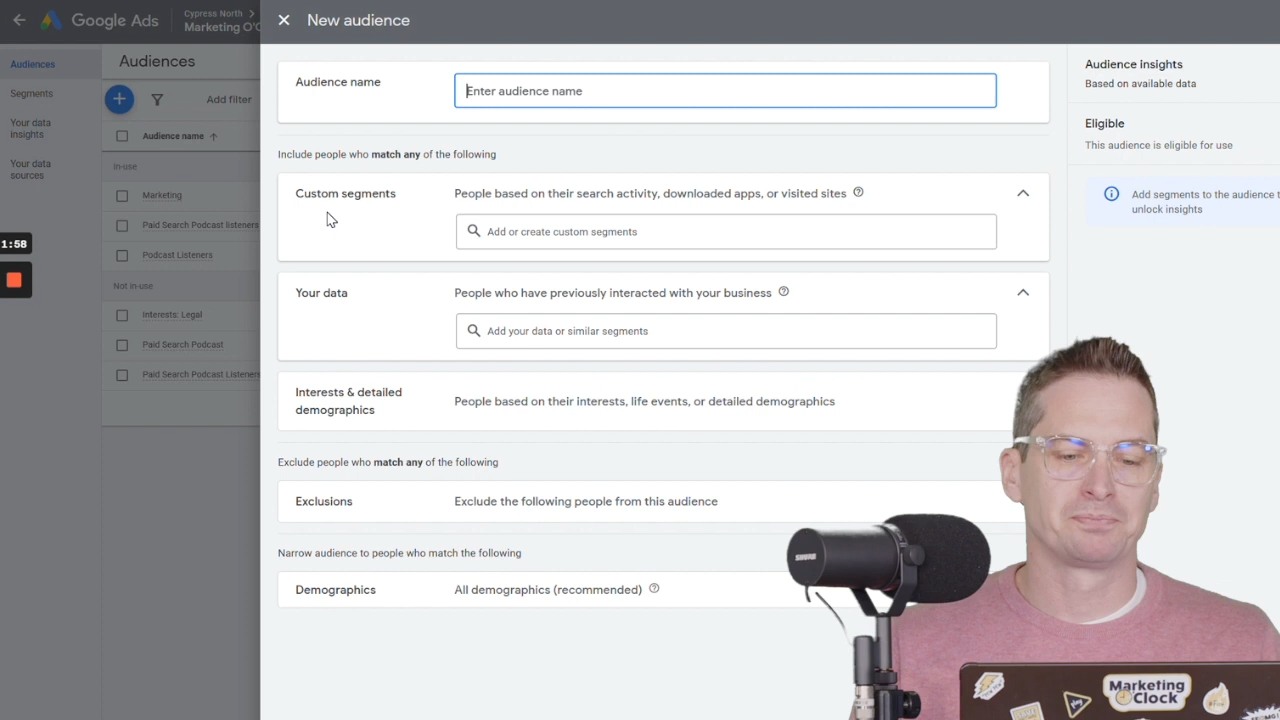 Google Ads
Cypress North
Marketing O'C
New audience
Audiences
Segments
Your data
insights
Your data
sources
Audiences
Add filter
Audience name
In-use
Marketing
Paid Search Podcast listeners
Podcast Listeners
Not in-use
Interests: Legal
Paid Search Podcast
Paid Search Podcast Listeners
1:58
Audience name
Enter audience name
Include people who match any of the following
Custom segments
People based on their search activity, downloaded apps, or visited sites
Add or create custom segments
Your data
People who have previously interacted with your business
Add your data or similar segments
Interests & detailed
demographics
People based on their interests, life events, or detailed demographics
Exclude people who match any of the following
Exclusions
Exclude the following people from this audience
Narrow audience to people who match the following
Demographics
All demographics (recommended)
Audience insights
Based on available data
Eligible
This audience is eligible for use
Add segments to the audience t
unlock insights
SHURE
Marketing
Clock